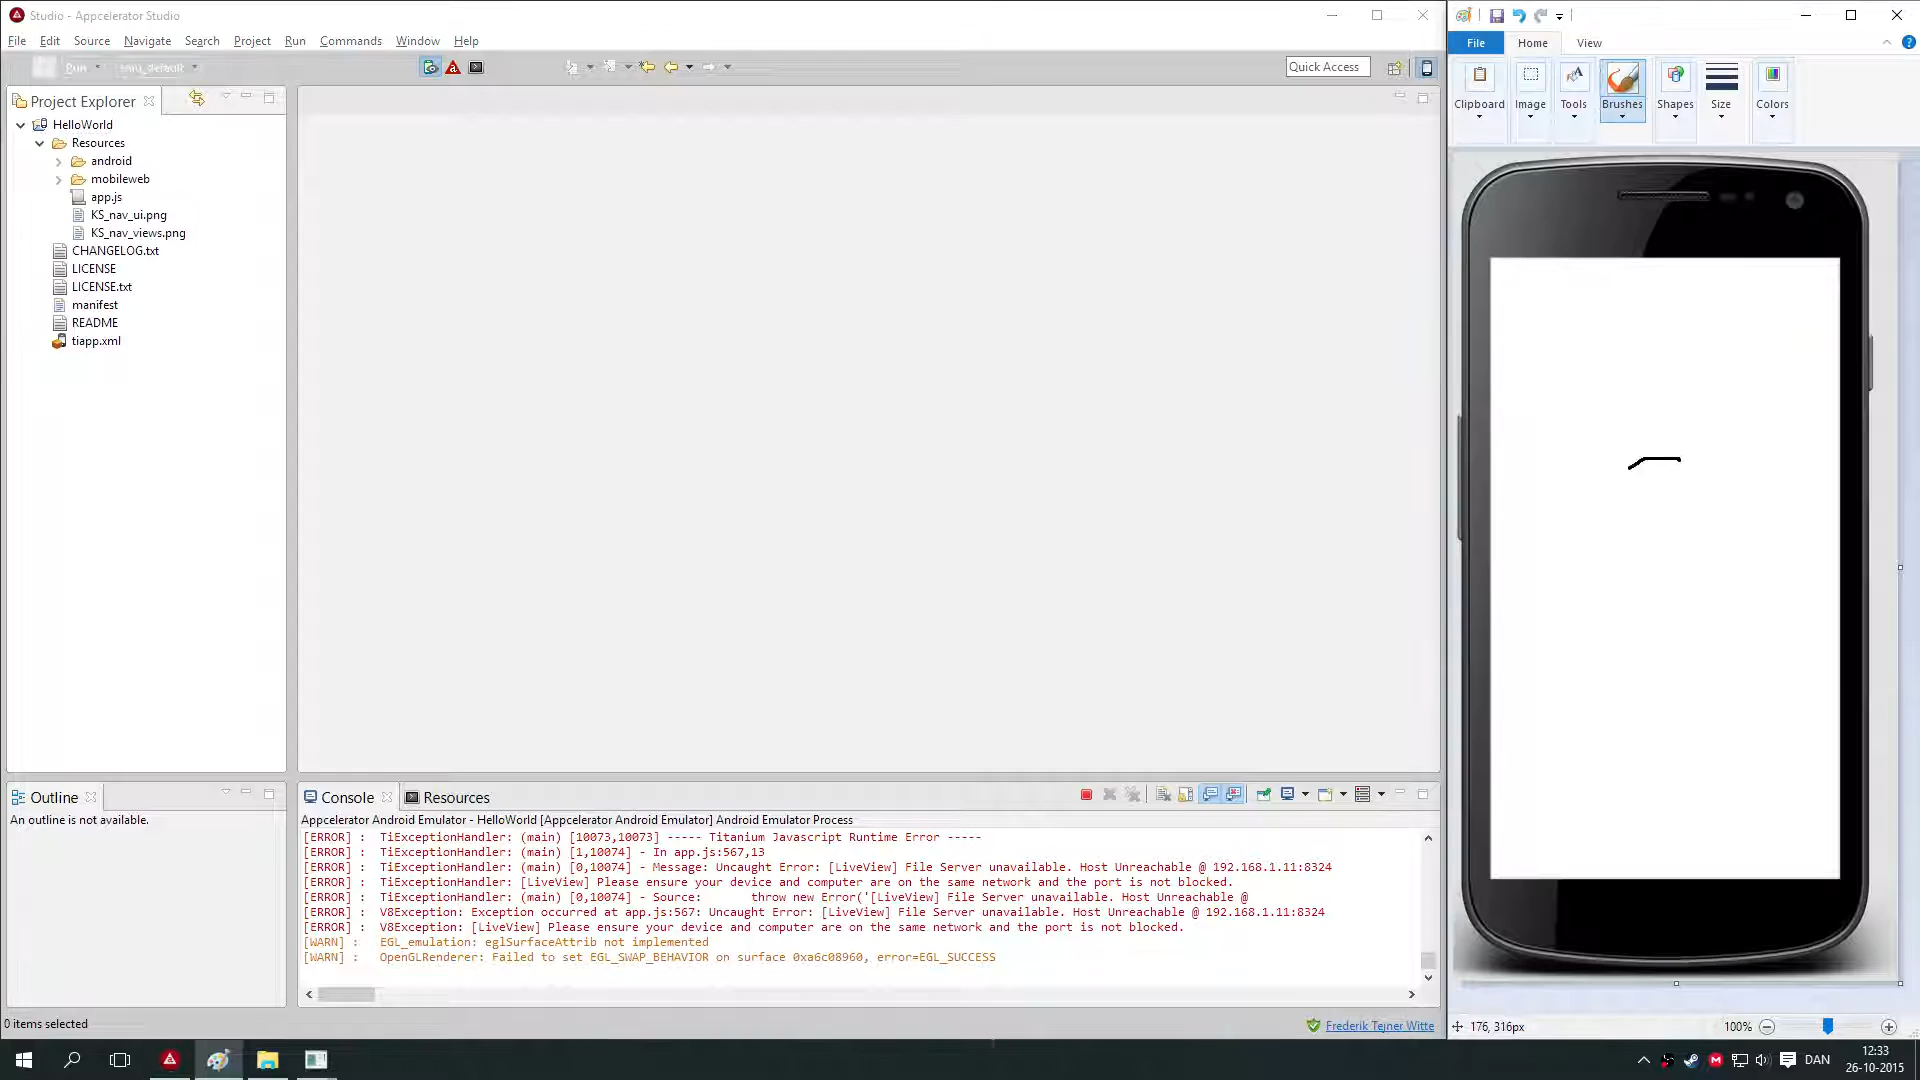 Studio - Appcelerator Studio
File Edit Source Navigate Search Project Run Commands Window Help
Run
Quick Access
Project Explorer
HelloWorld
Resources
android
mobileweb
app.js
KS_nav_ui.png
KS_nav_views.png
CHANGELOG.txt
LICENSE
LICENSE.txt
manifest
README
tiapp.xml
Outline
An outline is not available.
0 items selected
Console Resources
Appcelerator Android Emulator - HelloWorld [Appcelerator Android Emulator] Android Emulator Process
[ERROR] : TiExceptionHandler: (main) [10073,10073] ----- Titanium Javascript Runtime Error -----
[ERROR] : TiExceptionHandler: (main) [1,10074] - In app.js:567,13
[ERROR] : TiExceptionHandler: (main) [0,10074] - Message: Uncaught Error: [LiveView] File Server unavailable. Host Unreachable @ 192.168.1.11:8324
[ERROR] : TiExceptionHandler: [LiveView] Please ensure your device and computer are on the same network and the port is not blocked.
[ERROR] : TiExceptionHandler: (main) [0,10074] - Source: throw new Error('[LiveView] File Server unavailable. Host Unreachable @
[ERROR] : V8Exception: Exception occurred at app.js:567: Uncaught Error: [LiveView] File Server unavailable. Host Unreachable @ 192.168.1.11:8324
[ERROR] : V8Exception: [LiveView] Please ensure your device and computer are on the same network and the port is not blocked.
[WARN] : EGL_emulation: eglSurfaceAttrib not implemented
[WARN] : OpenGLRenderer: Failed to set EGL_SWAP_BEHAVIOR on surface 0xa6c08960, error=EGL_SUCCESS
Frederik Tejner Witte
File Home View
Clipboard Image Tools Brushes Shapes Size Colors
176, 316px
100%
DAN
12:33
26-10-2015